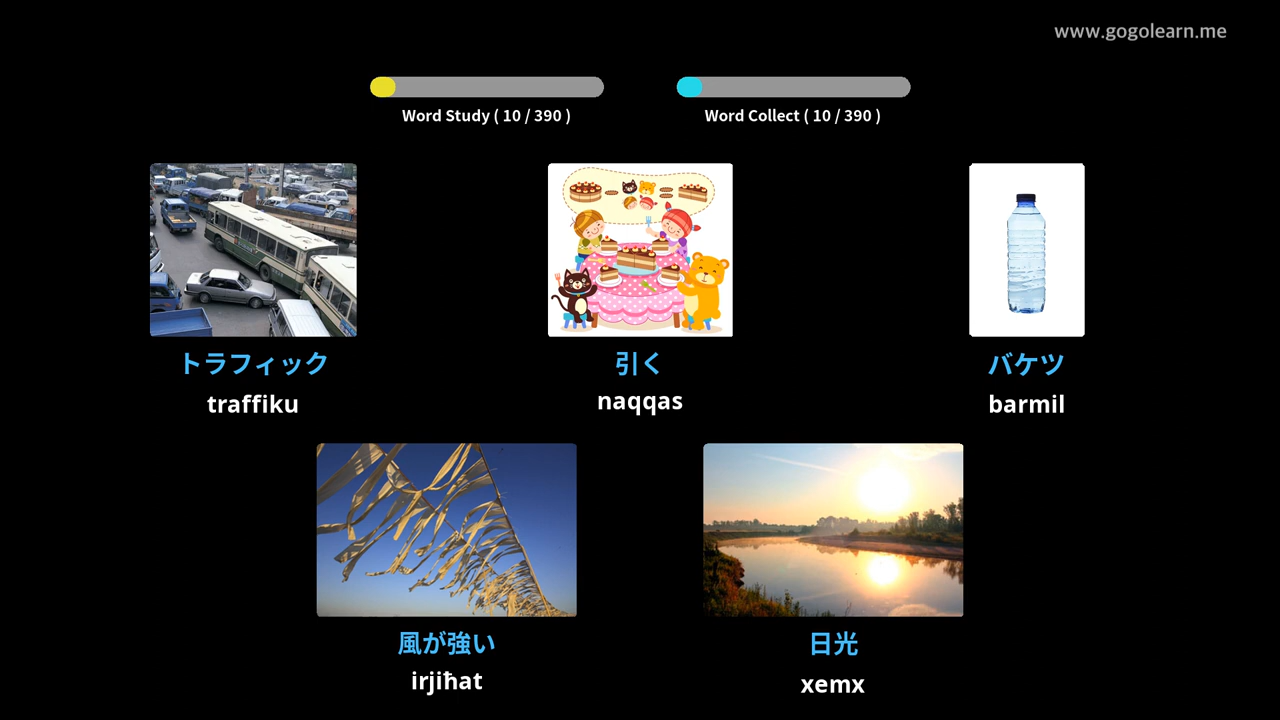 www.gogolearn.me
Word Study ( 10 / 390 )
Word Collect ( 10 / 390 )
トラフィック
traffiku
引く
naqqas
バケツ
barmil
風が強い
irjiħat
日光
xemx